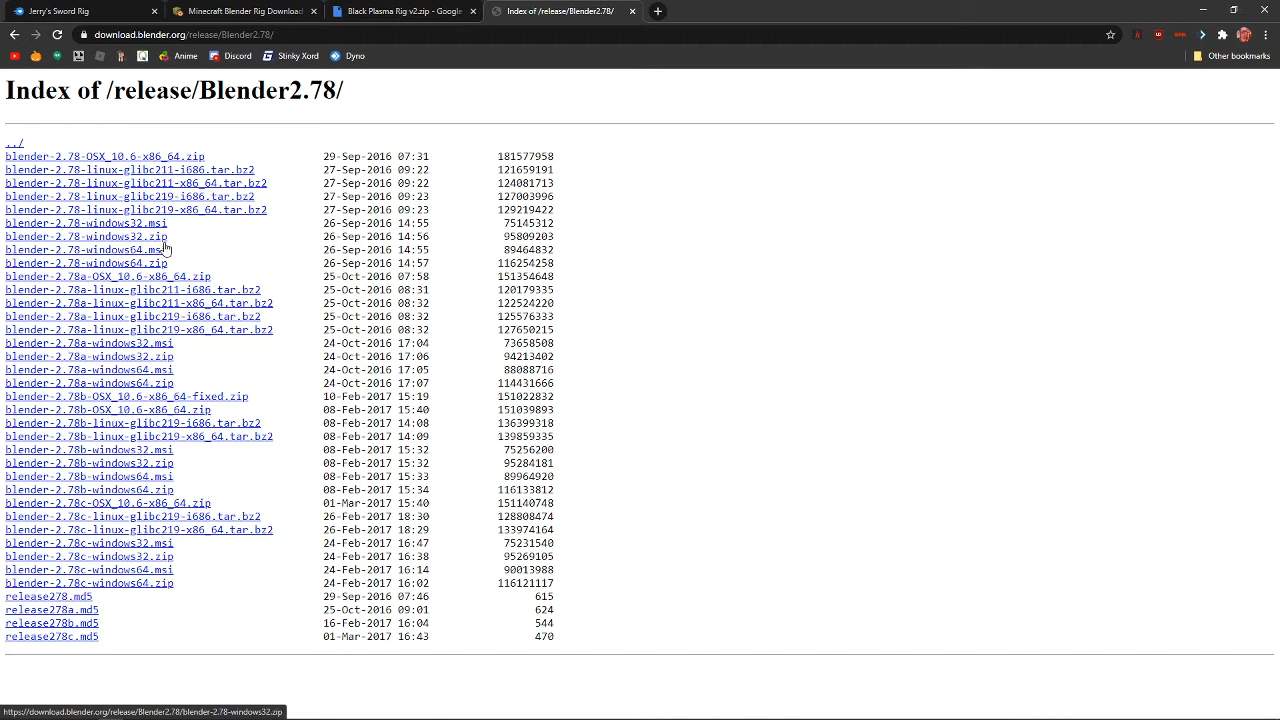 Jerry's Sword Rig
Minecraft Blender Rig Download
Black Plasma Rig v2.zip - Google
Index of /release/Blender2.78/
download.blender.org/release/Blender2.78/
Anime
Discord
Stinky Xord
Dyno
Other bookmarks
Index of /release/Blender2.78/
../
blender-2.78-OSX_10.6-x86_64.zip 29-Sep-2016 07:31 181577958
blender-2.78-linux-glibc211-i686.tar.bz2 27-Sep-2016 09:22 121659191
blender-2.78-linux-glibc211-x86_64.tar.bz2 27-Sep-2016 09:22 124081713
blender-2.78-linux-glibc219-i686.tar.bz2 27-Sep-2016 09:23 127003996
blender-2.78-linux-glibc219-x86_64.tar.bz2 27-Sep-2016 09:23 129219422
blender-2.78-windows32.msi 26-Sep-2016 14:55 75145312
blender-2.78-windows32.zip 26-Sep-2016 14:56 95809203
blender-2.78-windows64.msi 26-Sep-2016 14:55 89464832
blender-2.78-windows64.zip 26-Sep-2016 14:57 116254258
blender-2.78a-OSX_10.6-x86_64.zip 25-Oct-2016 07:58 151354648
blender-2.78a-linux-glibc211-i686.tar.bz2 25-Oct-2016 08:31 120179335
blender-2.78a-linux-glibc211-x86_64.tar.bz2 25-Oct-2016 08:32 122524220
blender-2.78a-linux-glibc219-i686.tar.bz2 25-Oct-2016 08:32 125576333
blender-2.78a-linux-glibc219-x86_64.tar.bz2 25-Oct-2016 08:32 127650215
blender-2.78a-windows32.msi 24-Oct-2016 17:04 73658508
blender-2.78a-windows32.zip 24-Oct-2016 17:06 94213402
blender-2.78a-windows64.msi 24-Oct-2016 17:05 88088716
blender-2.78a-windows64.zip 24-Oct-2016 17:07 114431666
blender-2.78b-OSX_10.6-x86_64-fixed.zip 10-Feb-2017 15:19 151022832
blender-2.78b-OSX_10.6-x86_64.zip 08-Feb-2017 15:40 151039893
blender-2.78b-linux-glibc219-i686.tar.bz2 08-Feb-2017 14:08 136399318
blender-2.78b-linux-glibc219-x86_64.tar.bz2 08-Feb-2017 14:09 139859335
blender-2.78b-windows32.msi 08-Feb-2017 15:32 75256200
blender-2.78b-windows32.zip 08-Feb-2017 15:32 95284181
blender-2.78b-windows64.msi 08-Feb-2017 15:33 89964920
blender-2.78b-windows64.zip 08-Feb-2017 15:34 116133812
blender-2.78c-OSX_10.6-x86_64.zip 01-Mar-2017 15:40 128140748
blender-2.78c-linux-glibc219-i686.tar.bz2 26-Feb-2017 18:30 128808474
blender-2.78c-linux-glibc219-x86_64.tar.bz2 26-Feb-2017 18:29 133974164
blender-2.78c-windows32.msi 24-Feb-2017 16:47 75231540
blender-2.78c-windows32.zip 24-Feb-2017 16:38 95269105
blender-2.78c-windows64.msi 24-Feb-2017 16:14 90013988
blender-2.78c-windows64.zip 24-Feb-2017 16:02 116121117
release278.md5 29-Sep-2016 07:46 615
release278a.md5 25-Oct-2016 09:01 624
release278b.md5 16-Feb-2017 16:04 544
release278c.md5 01-Mar-2017 16:43 470
https://download.blender.org/release/Blender2.78/blender-2.78-windows32.zip